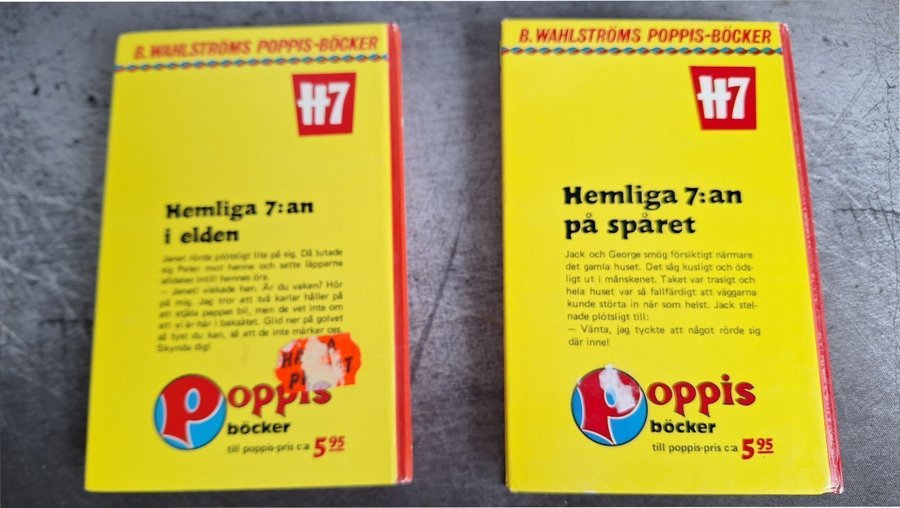 B. WAHLSTRÖMS POPPIS-BÖCKER
H7
Hemliga 7:an
i elden
Janet rörde plötsligt lite på sig. Då lutade
sig Peter mot henne och satte läpparna
alldeles intill hennes öra.
— Janet! viskade han. Är du vaken? Hör
på mig. Jag tror att två karlar håller på
att stjäla pappas bil, men de vet inte om
att vi är här i baksätet. Glid ner på golvet
så tyst du kan, så att de inte märker oss.
Skynda dig!
Poppis
böcker
till poppis-pris c:a 5 95
B. WAHLSTRÖMS POPPIS-BÖCKER
H7
Hemliga 7:an
på spåret
Jack och George smög försiktigt närmare
det gamla huset. Det såg kusligt och öds-
ligt ut i månskenet. Taket var trasigt och
hela huset var så fallfärdigt att väggarna
kunde störta in när som helst. Jack stel-
nade plötsligt till:
— Vänta, jag tyckte att något rörde sig
där inne!
Poppis
böcker
till poppis-pris c:a 5 95